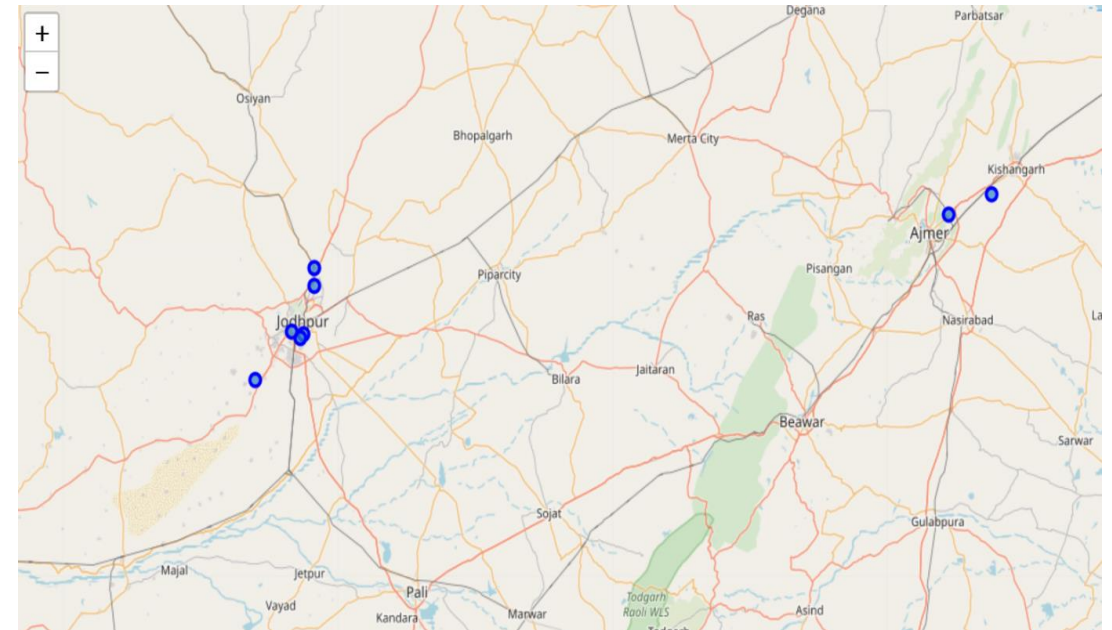 +
−
Degana
Parbatsar
Osiyan
Bhopalgarh
Merta City
Kishangarh
Ajmer
Piparcity
Pisangan
Jodhpur
Ras
Nasirabad
La
Bilara
Jaitaran
Beawar
Sarwar
Sojat
Gulabpura
Majal
Jetpur
Pali
Todgarh
Raoli WLS
Vayad
Kandara
Marwar
Asind